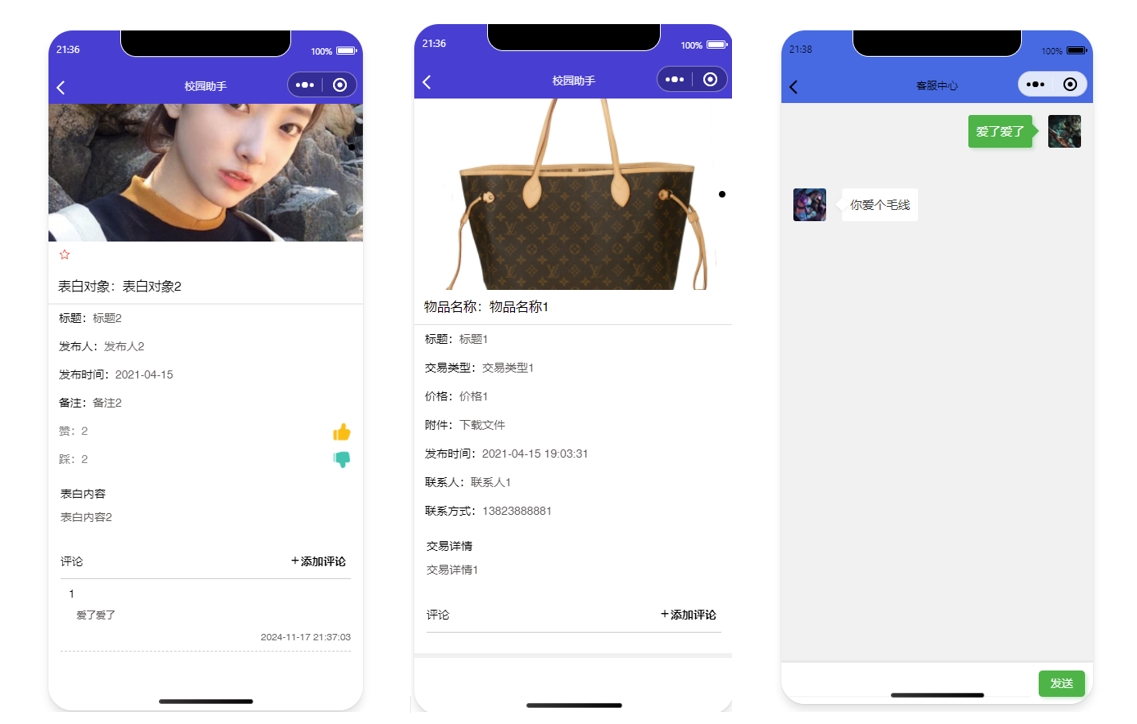 21:36
100%
校园助手
表白对象：表白对象2
标题：标题2
发布人：发布人2
发布时间：2021-04-15
备注：备注2
赞：2
踩：2
表白内容
表白内容2
评论
+添加评论
1
爱了爱了
2024-11-17 21:37:03
21:36
100%
校园助手
物品名称：物品名称1
标题：标题1
交易类型：交易类型1
价格：价格1
附件：下载文件
发布时间：2021-04-15 19:03:31
联系人：联系人1
联系方式：13823888881
交易详情
交易详情1
评论
+添加评论
21:38
100%
客服中心
爱了爱了
你爱个毛线
发送